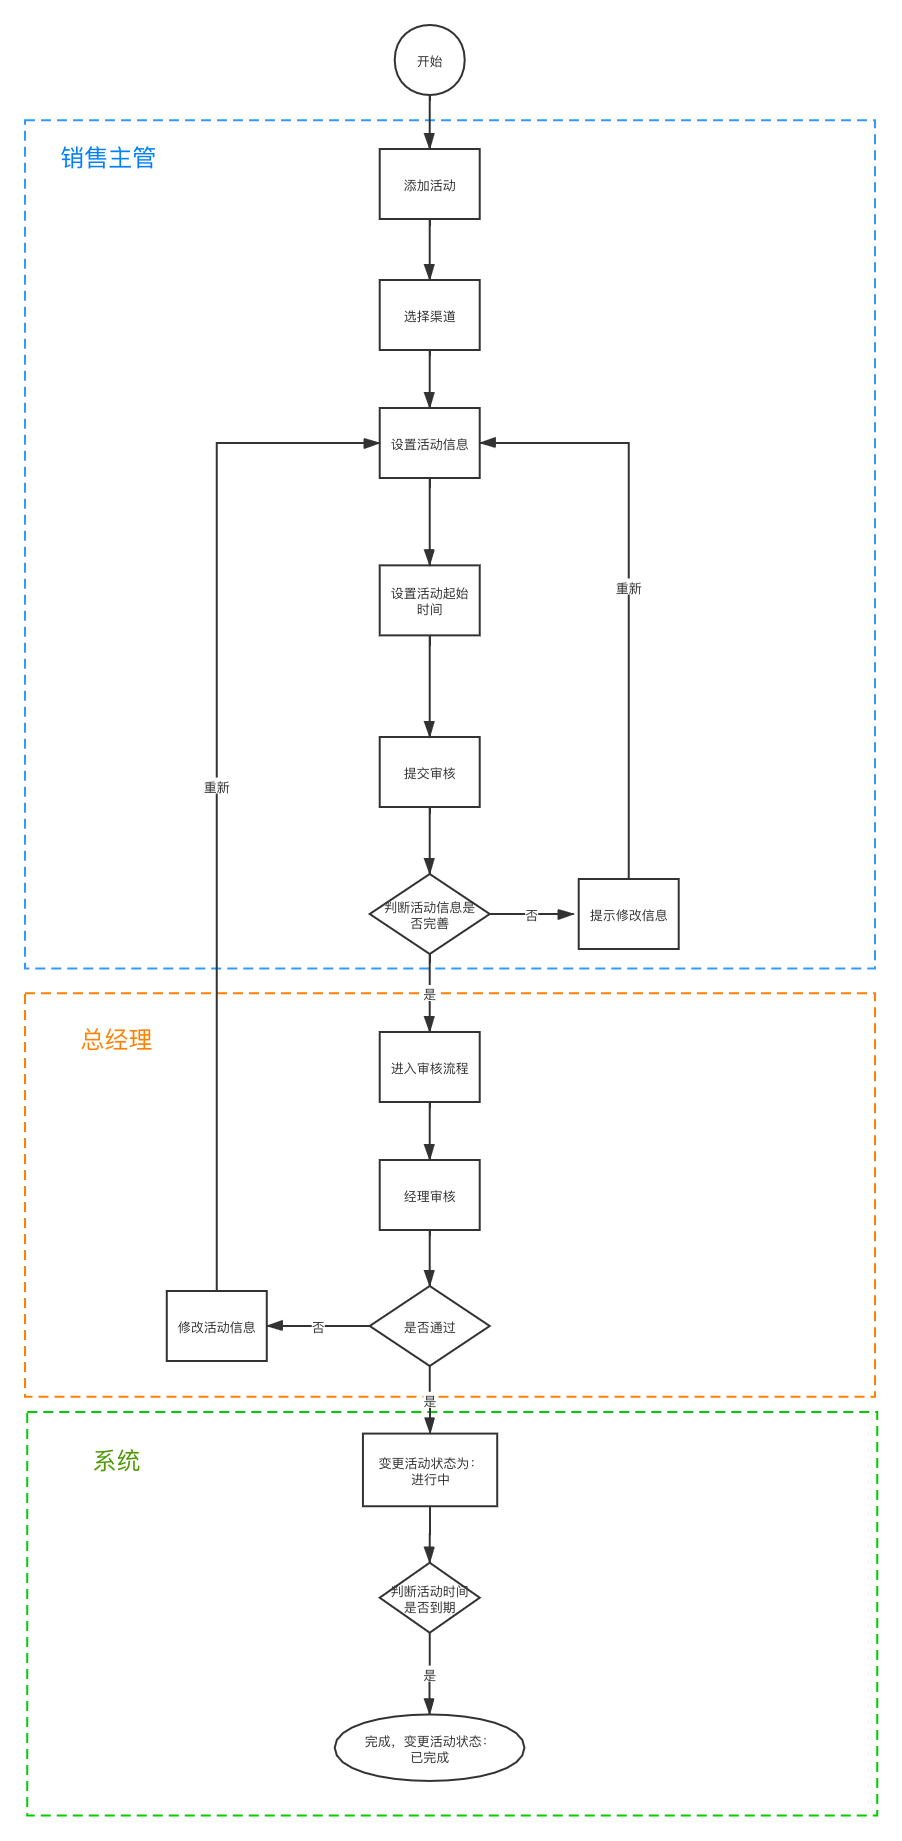 开始
销售主管
添加活动
选择渠道
设置活动信息
设置活动起始
时间
重新
提交审核
重新
判断活动信息是
否完善
否
提示修改信息
是
总经理
进入审核流程
经理审核
修改活动信息
否
是否通过
是
系统
变更活动状态为：
进行中
判断活动时间
是否到期
是
完成，变更活动状态：
已完成